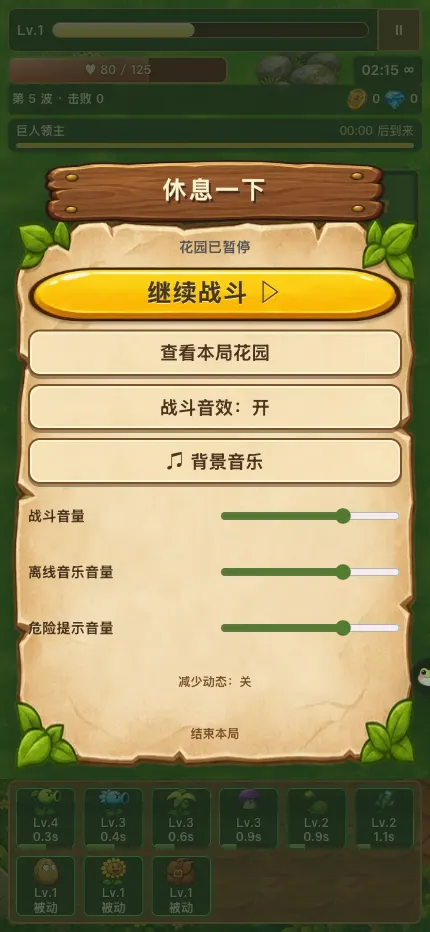 Lv.1
80 / 125
02:15 ∞
第 5 波 · 击败 0
0
0
巨人领主
00:00 后到来
休息一下
花园已暂停
继续战斗 ▷
查看本局花园
战斗音效：开
♫ 背景音乐
战斗音量
离线音乐音量
危险提示音量
减少动态：关
结束本局
Lv.4
Lv.3
Lv.3
Lv.3
Lv.2
Lv.2
0.3s
0.4s
0.6s
0.9s
0.9s
1.1s
Lv.1
Lv.1
Lv.1
被动
被动
被动